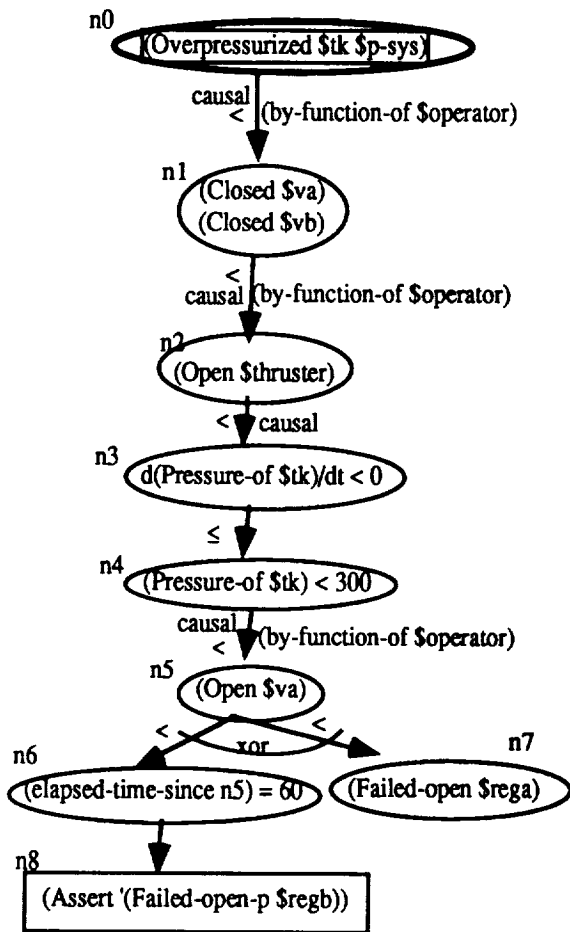 n0
(Overpressurized $tk $p-sys)
causal
< (by-function-of $operator)
n1
(Closed $va)
(Closed $vb)
<
causal (by-function-of $operator)
n2
(Open $thruster)
< causal
n3
d(Pressure-of $tk)/dt < 0
≤
n4
(Pressure-of $tk) < 300
causal
< (by-function-of $operator)
n5
(Open $va)
< <
xor
n6
n7
(elapsed-time-since n5) = 60
(Failed-open $rega)
n8
(Assert '(Failed-open-p $regb))